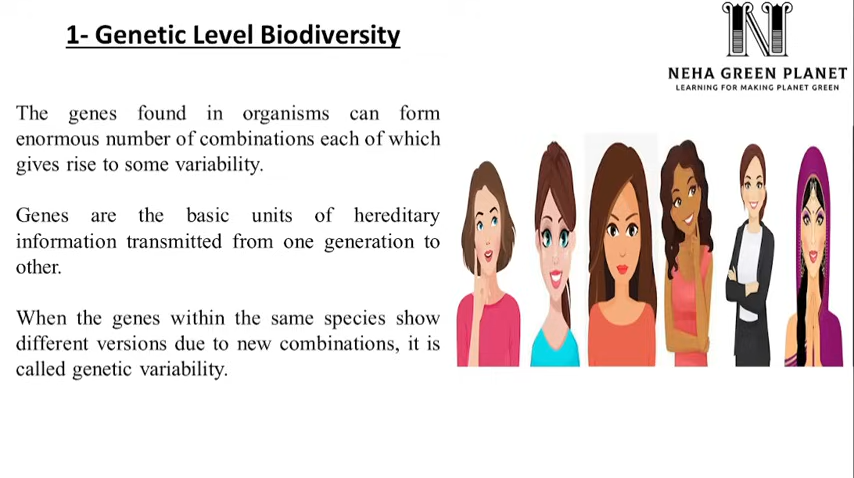 1- Genetic Level Biodiversity
N
NEHA GREEN PLANET
LEARNING FOR MAKING PLANET GREEN
The genes found in organisms can form
enormous number of combinations each of which
gives rise to some variability.
Genes are the basic units of hereditary
information transmitted from one generation to
other.
When the genes within the same species show
different versions due to new combinations, it is
called genetic variability.